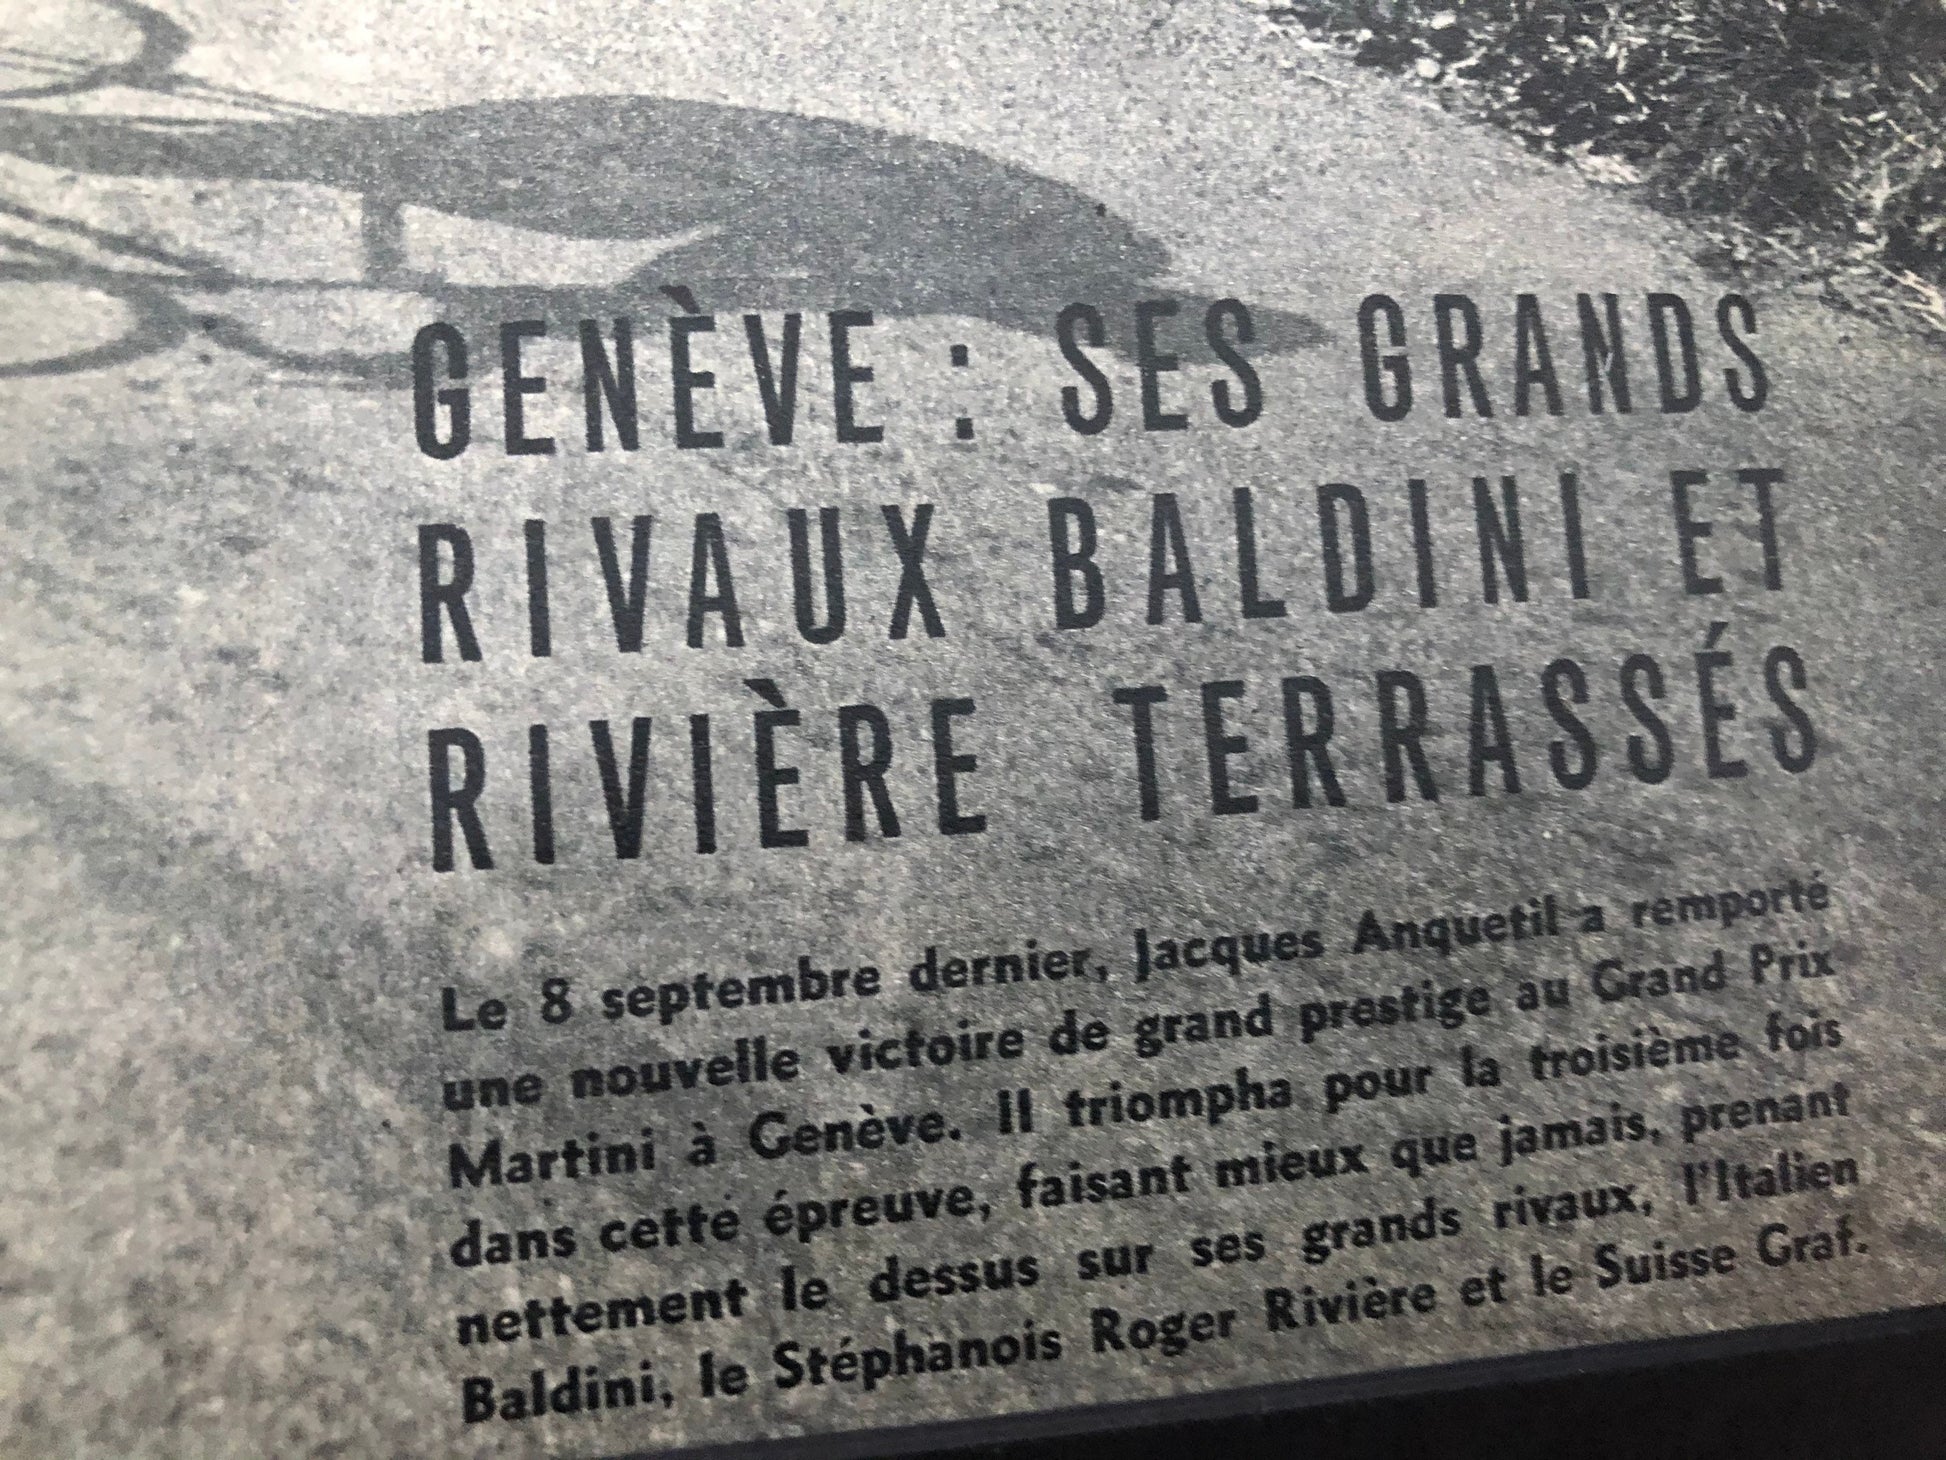 GENÈVE : SES GRANDS
RIVAUX BALDINI ET
RIVIÈRE TERRASSÉS
Le 8 septembre dernier, Jacques Anquetil a remporté
une nouvelle victoire de grand prestige au Grand Prix
Martini à Genève. Il triompha pour la troisième fois
dans cette épreuve, faisant mieux que jamais, prenant
nettement le dessus sur ses grands rivaux, l'Italien
Baldini, le Stéphanois Roger Rivière et le Suisse Graf.